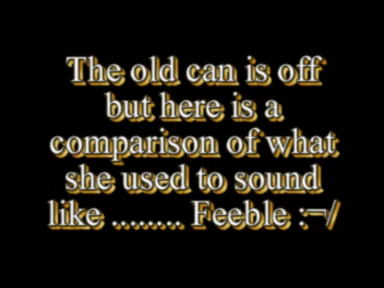 The old can is off
but here is a
comparison of what
she used to sound
like ........ Feeble :¬/